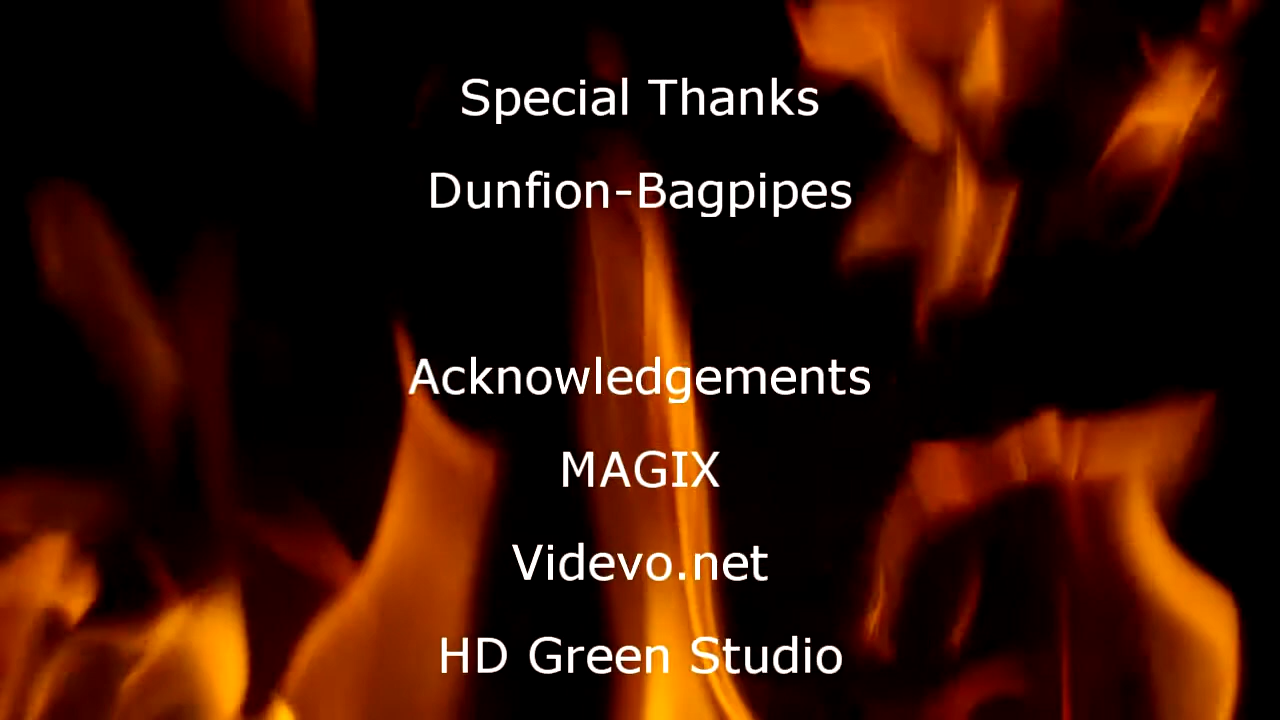 Special Thanks
Dunfion-Bagpipes
Acknowledgements
MAGIX
Videvo.net
HD Green Studio